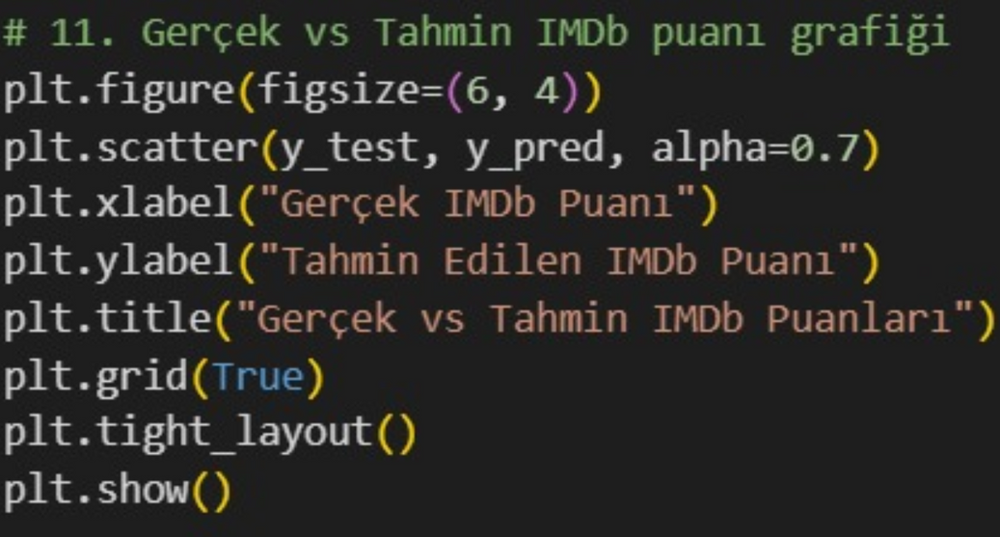 # 11. Gerçek vs Tahmin IMDb puanı grafiği
plt.figure(figsize=(6, 4))
plt.scatter(y_test, y_pred, alpha=0.7)
plt.xlabel("Gerçek IMDb Puanı")
plt.ylabel("Tahmin Edilen IMDb Puanı")
plt.title("Gerçek vs Tahmin IMDb Puanları")
plt.grid(True)
plt.tight_layout()
plt.show()